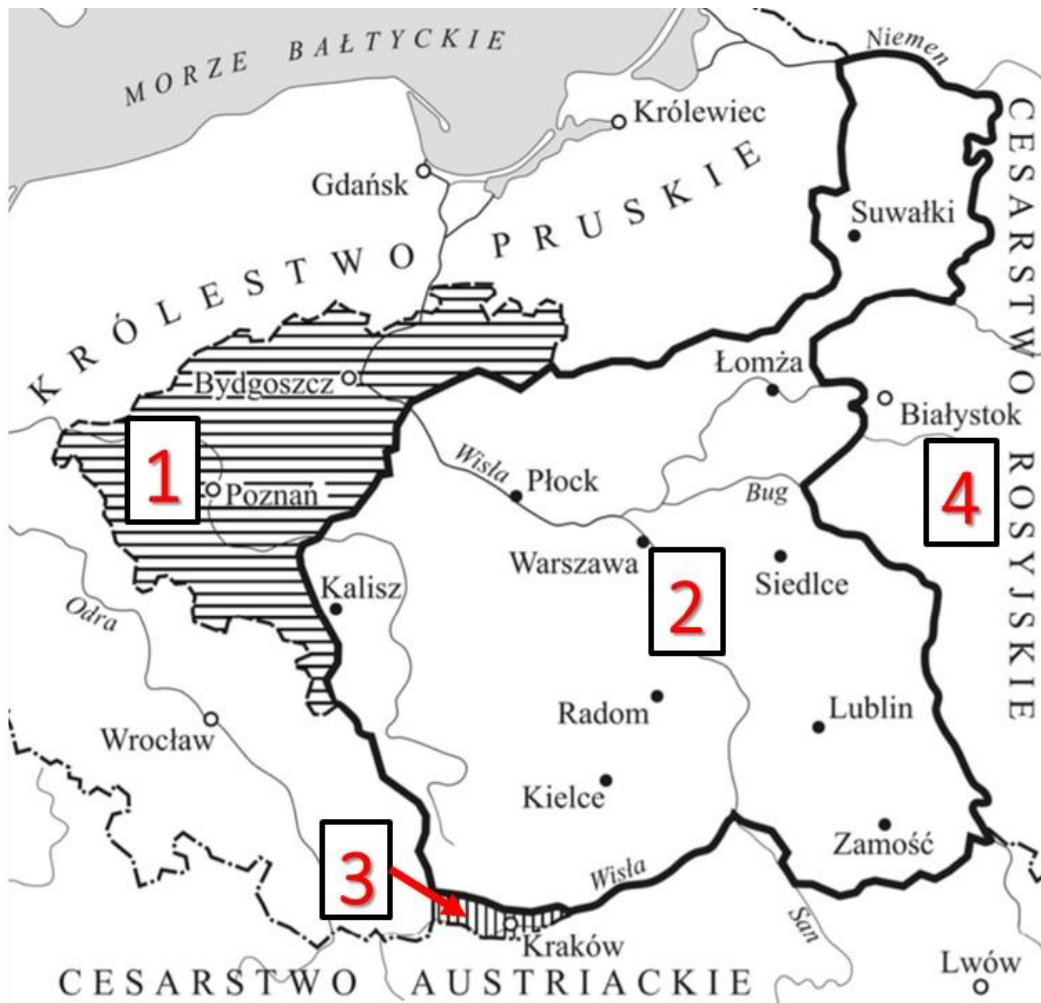 MORZE BAŁTYCKIE
Niemen
Królewiec
Gdańsk
CESARSTWO ROSYJSKIE
KRÓLESTWO PRUSKIE
Suwałki
Łomża
Bydgoszcz
Białystok
1
Poznań
Wisła
Płock
Bug
4
Warszawa
Siedlce
2
Kalisz
Odra
Radom
Lublin
Wrocław
Kielce
Zamość
3
Wisła
San
Kraków
Lwów
CESARSTWO AUSTRIACKIE